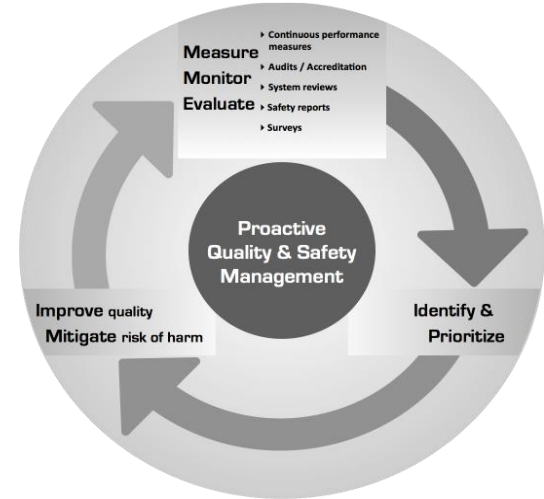 Measure
Monitor
Evaluate
‣ Continuous performance
measures
‣ Audits / Accreditation
‣ System reviews
‣ Safety reports
‣ Surveys
Proactive
Quality & Safety
Management
Improve quality
Mitigate risk of harm
Identify &
Prioritize